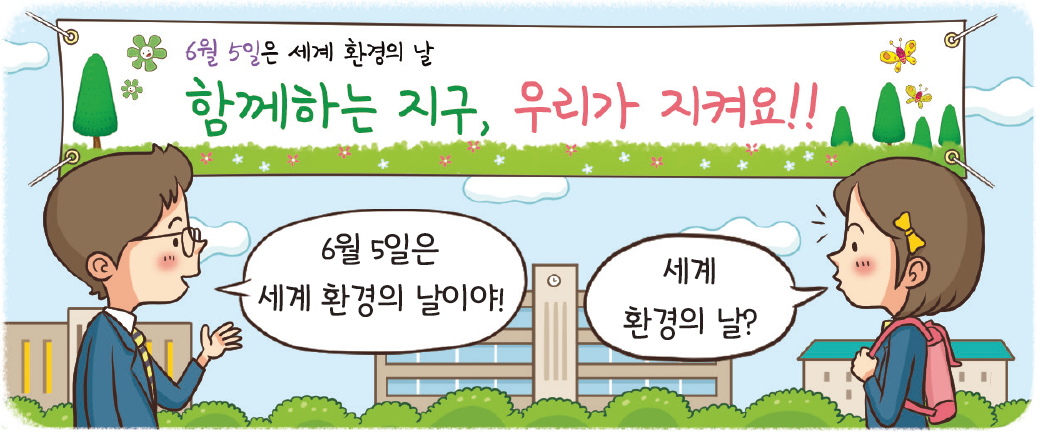 6월 5일은 세계 환경의 날
함께하는 지구, 우리가 지켜요!!
6월 5일은
세계 환경의 날이야!
세계
환경의 날?